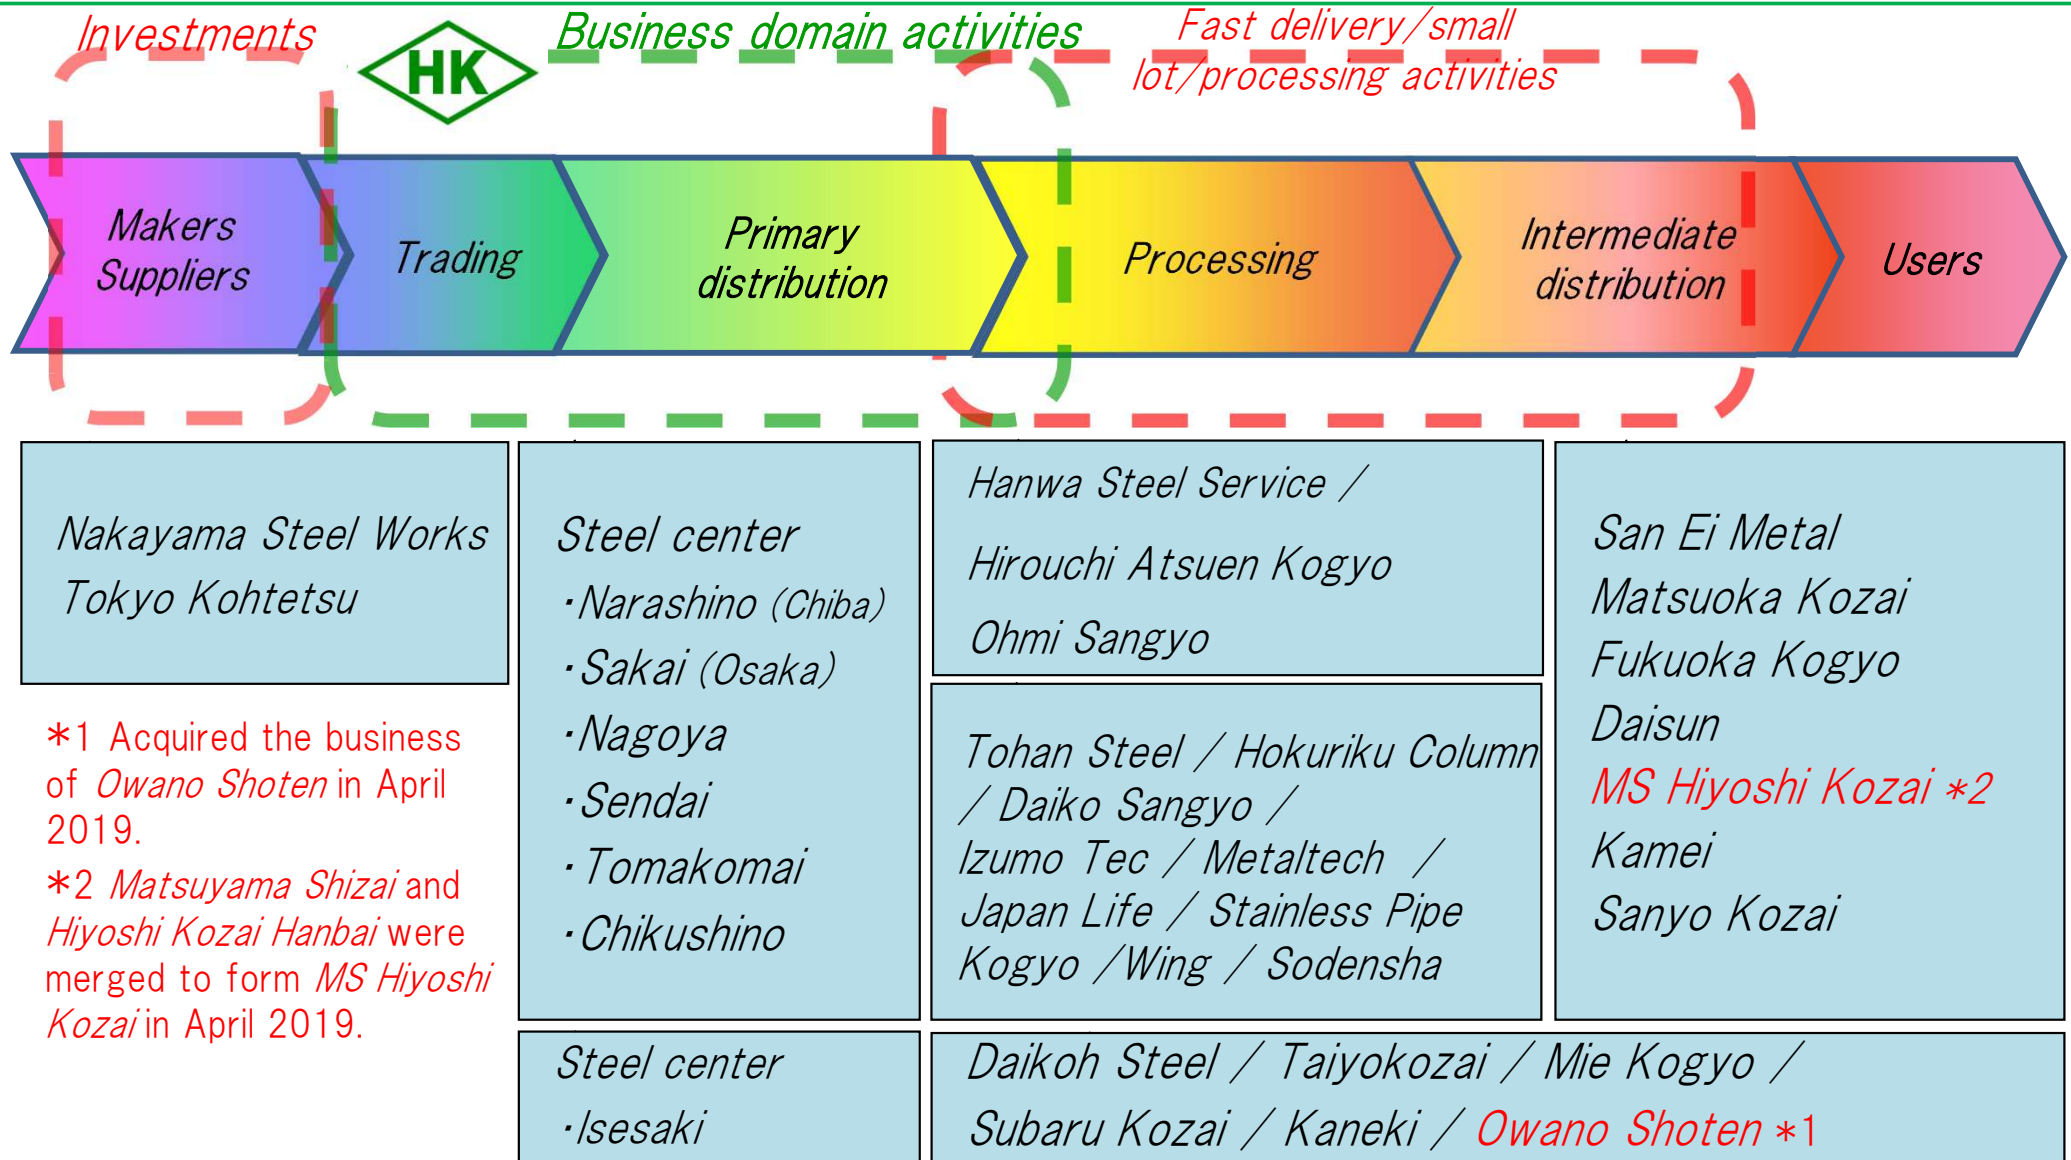 Investments
HK
Business domain activities
Fast delivery/small
lot/processing activities
Makers
Suppliers
Trading
Primary
distribution
Processing
Intermediate
distribution
Users
Nakayama Steel Works
Tokyo Kohtetsu
*1 Acquired the business
of Owano Shoten in April
2019.
*2 Matsuyama Shizai and
Hiyoshi Kozai Hanbai were
merged to form MS Hiyoshi
Kozai in April 2019.
Steel center
・Narashino (Chiba)
・Sakai (Osaka)
・Nagoya
・Sendai
・Tomakomai
・Chikushino
Steel center
・Isesaki
Hanwa Steel Service /
Hirouchi Atsuen Kogyo
Ohmi Sangyo
Tohan Steel / Hokuriku Column
/ Daiko Sangyo /
Izumo Tec / Metaltech /
Japan Life / Stainless Pipe
Kogyo /Wing / Sodensha
San Ei Metal
Matsuoka Kozai
Fukuoka Kogyo
Daisun
MS Hiyoshi Kozai *2
Kamei
Sanyo Kozai
Daikoh Steel / Taiyokozai / Mie Kogyo /
Subaru Kozai / Kaneki / Owano Shoten *1